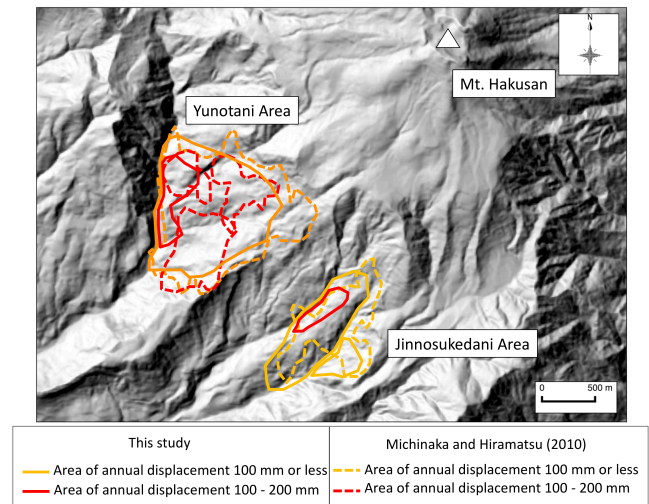 N
Mt. Hakusan
Yunotani Area
Jinnosukedani Area
0 500 m
This study
Area of annual displacement 100 mm or less
Area of annual displacement 100 - 200 mm
Michinaka and Hiramatsu (2010)
Area of annual displacement 100 mm or less
Area of annual displacement 100 - 200 mm